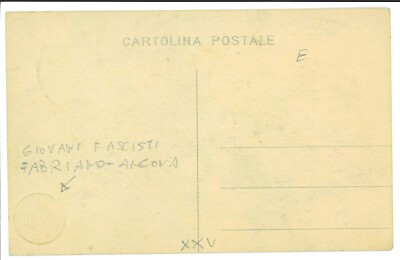 CARTOLINA POSTALE
E
GIOVANI FASCISTI
FABRIANO-ANCONA
XXV